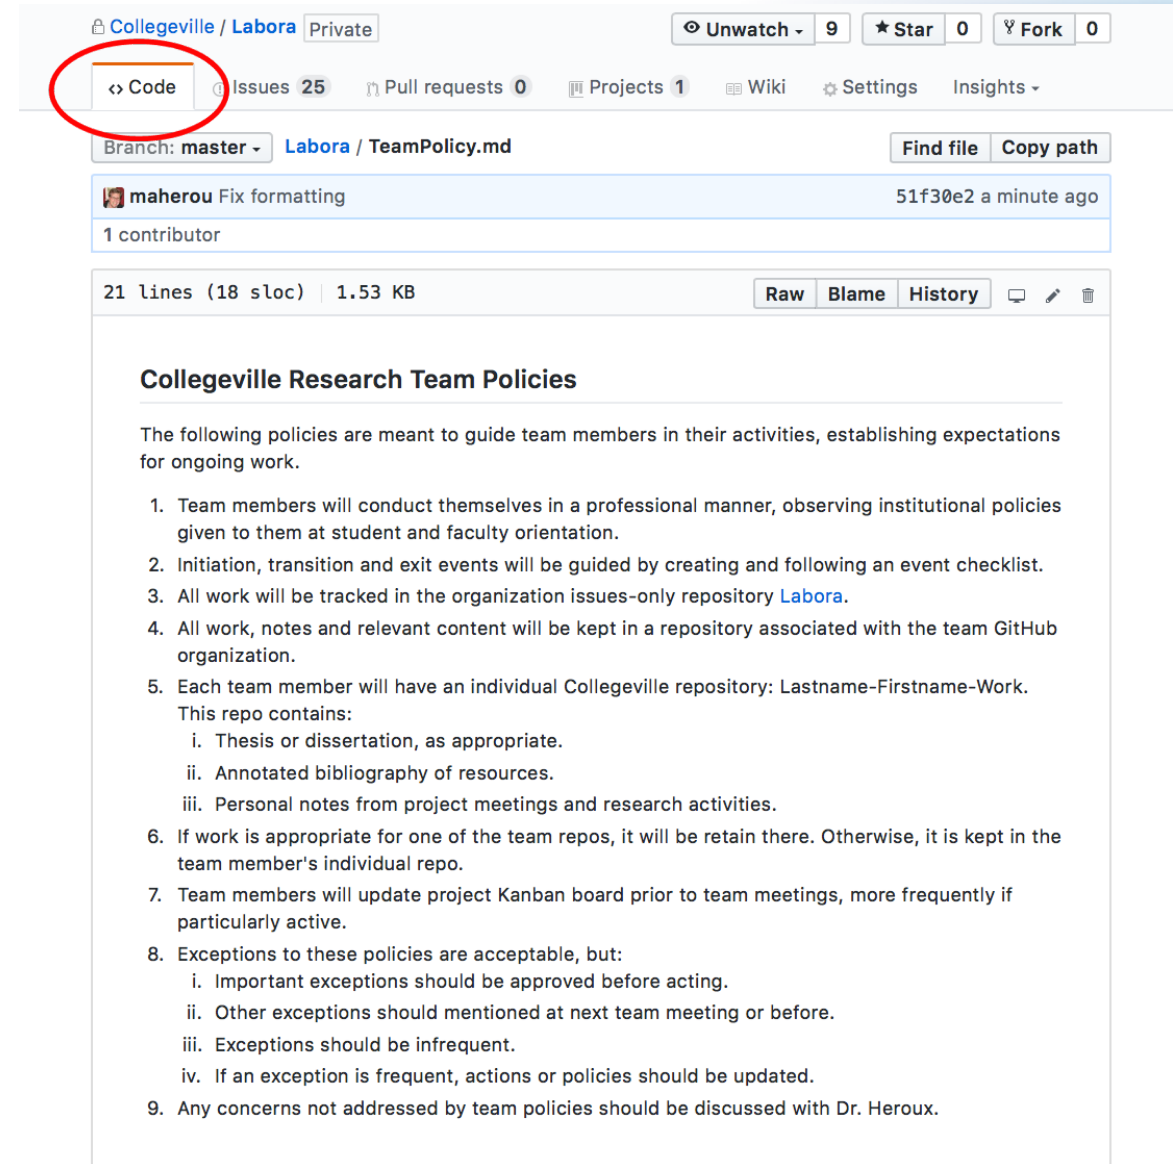 Collegeville / Labora Private Unwatch 9 Star 0 Fork 0
Code Issues 25 Pull requests 0 Projects 1 Wiki Settings Insights
Branch: master Labora / TeamPolicy.md Find file Copy path
maherou Fix formatting 51f30e2 a minute ago
1 contributor
21 lines (18 sloc) 1.53 KB Raw Blame History
Collegeville Research Team Policies
The following policies are meant to guide team members in their activities, establishing expectations
for ongoing work.
1. Team members will conduct themselves in a professional manner, observing institutional policies
given to them at student and faculty orientation.
2. Initiation, transition and exit events will be guided by creating and following an event checklist.
3. All work will be tracked in the organization issues-only repository Labora.
4. All work, notes and relevant content will be kept in a repository associated with the team GitHub
organization.
5. Each team member will have an individual Collegeville repository: Lastname-Firstname-Work.
This repo contains:
i. Thesis or dissertation, as appropriate.
ii. Annotated bibliography of resources.
iii. Personal notes from project meetings and research activities.
6. If work is appropriate for one of the team repos, it will be retain there. Otherwise, it is kept in the
team member's individual repo.
7. Team members will update project Kanban board prior to team meetings, more frequently if
particularly active.
8. Exceptions to these policies are acceptable, but:
i. Important exceptions should be approved before acting.
ii. Other exceptions should mentioned at next team meeting or before.
iii. Exceptions should be infrequent.
iv. If an exception is frequent, actions or policies should be updated.
9. Any concerns not addressed by team policies should be discussed with Dr. Heroux.